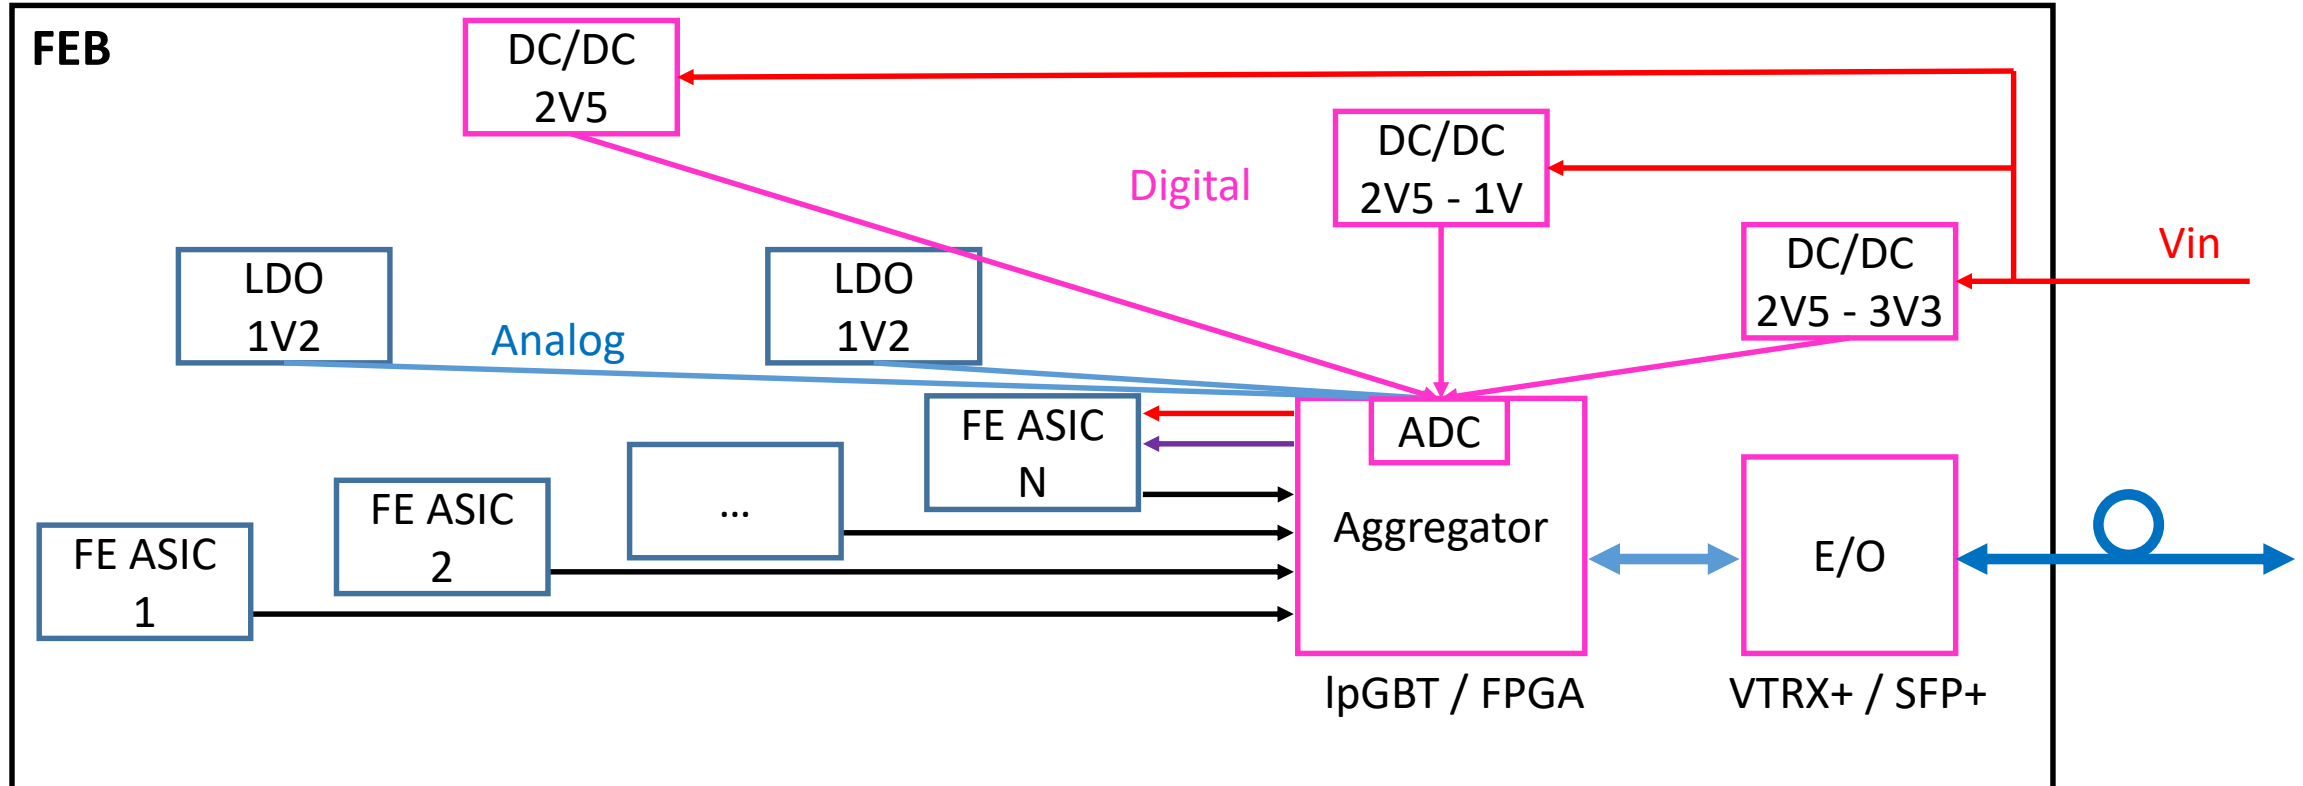 FEB
DC/DC
2V5
DC/DC
2V5 - 1V
Digital
DC/DC
2V5 - 3V3
Vin
LDO
1V2
Analog
LDO
1V2
FE ASIC
N
ADC
Aggregator
FE ASIC
1
FE ASIC
2
...
E/O
lpGBT / FPGA
VTRX+ / SFP+